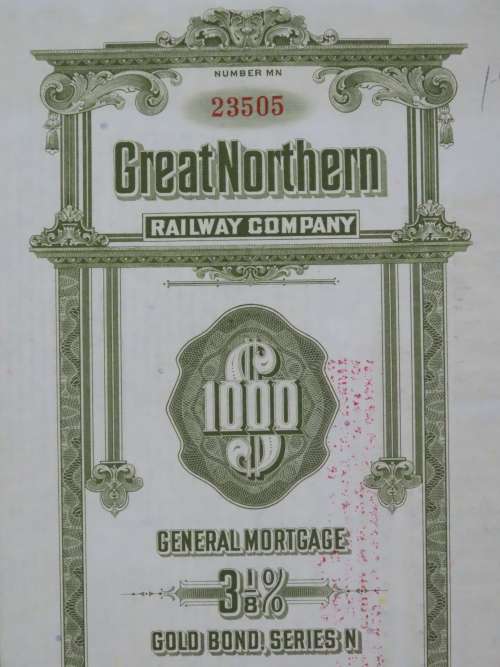 NUMBER MN
23505
Great Northern
RAILWAY COMPANY
$1000
GENERAL MORTGAGE
3 1/8 %
GOLD BOND, SERIES N